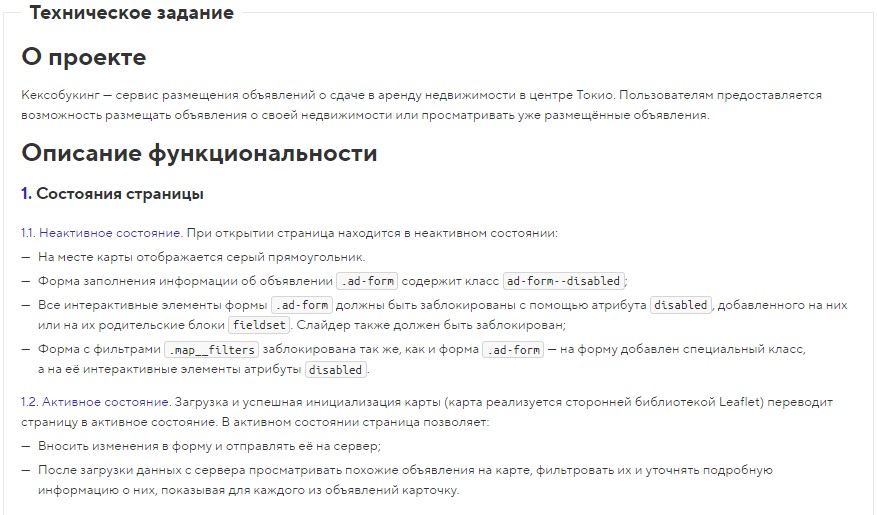 Техническое задание
О проекте
Кексобукинг — сервис размещения объявлений о сдаче в аренду недвижимости в центре Токио. Пользователям предоставляется
возможность размещать объявления о своей недвижимости или просматривать уже размещённые объявления.
Описание функциональности
1. Состояния страницы
1.1. Неактивное состояние. При открытии страница находится в неактивном состоянии:
— На месте карты отображается серый прямоугольник.
— Форма заполнения информации об объявлении .ad-form содержит класс ad-form--disabled;
— Все интерактивные элементы формы .ad-form должны быть заблокированы с помощью атрибута disabled, добавленного на них
или на их родительские блоки fieldset. Слайдер также должен быть заблокирован;
— Форма с фильтрами .map__filters заблокирована так же, как и форма .ad-form — на форму добавлен специальный класс,
а на её интерактивные элементы атрибуты disabled.
1.2. Активное состояние. Загрузка и успешная инициализация карты (карта реализуется сторонней библиотекой Leaflet) переводит
страницу в активное состояние. В активном состоянии страница позволяет:
— Вносить изменения в форму и отправлять её на сервер;
— После загрузки данных с сервера просматривать похожие объявления на карте, фильтровать их и уточнять подробную
информацию о них, показывая для каждого из объявлений карточку.